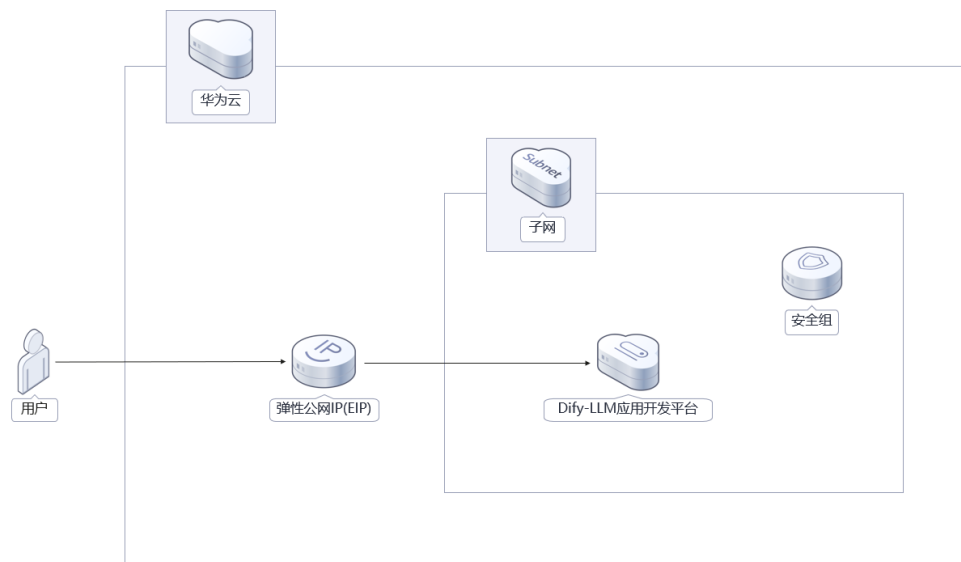 华为云
Subnet
子网
安全组
IP
用户
弹性公网IP(EIP)
Dify-LLM应用开发平台